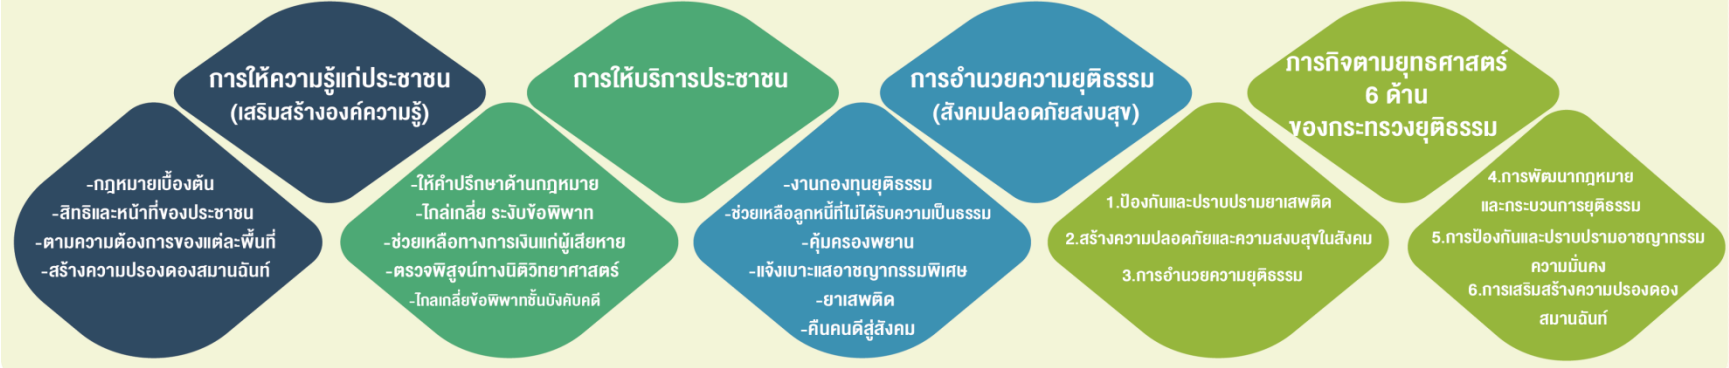 การให้ความรู้แก่ประชาชน
(เสริมสร้างองค์ความรู้)
-กฎหมายเบื้องต้น
-สิทธิและหน้าที่ของประชาชน
-ตามความต้องการของแต่ละพื้นที่
-สร้างความปรองดองสมานฉันท์
การให้บริการประชาชน
-ให้คำปรึกษาด้านกฎหมาย
-ไกล่เกลี่ย ระงับข้อพิพาท
-ช่วยเหลือทางการเงินแก่ผู้เสียหาย
-ตรวจพิสูจน์ทางนิติวิทยาศาสตร์
-ไกลเกลี่ยข้อพิพาทชั้นบังคับคดี
การอำนวยความยุติธรรม
(สังคมปลอดภัยสงบสุข)
-งานกองทุนยุติธรรม
-ช่วยเหลือลูกหนี้ที่ไม่ได้รับความเป็นธรรม
-คุ้มครองพยาน
-แจ้งเบาะแสอาชญากรรมพิเศษ
-ยาเสพติด
-คืนคนดีสู่สังคม
ภารกิจตามยุทธศาสตร์
6 ด้าน
ของกระทรวงยุติธรรม
1.ป้องกันและปราบปรามยาเสพติด
2.สร้างความปลอดภัยและความสงบสุขในสังคม
3.การอำนวยความยุติธรรม
4.การพัฒนากฎหมาย
และกระบวนการยุติธรรม
5.การป้องกันและปราบปรามอาชญากรรม
ความมั่นคง
6.การเสริมสร้างความปรองดอง
สมานฉันท์